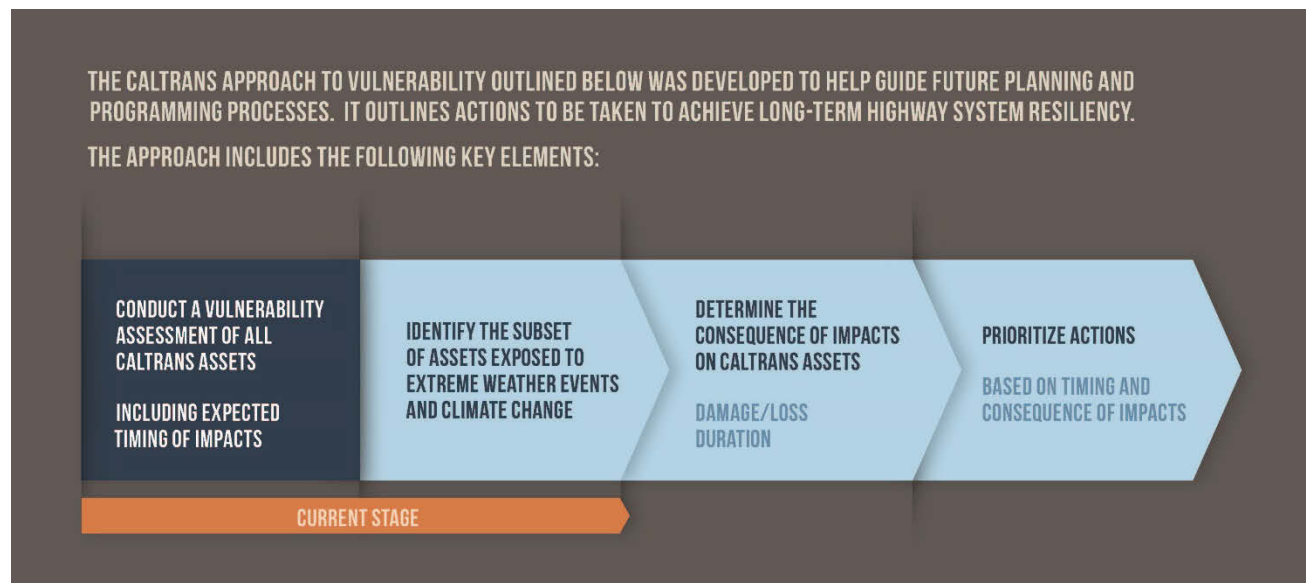 THE CALTRANS APPROACH TO VULNERABILITY OUTLINED BELOW WAS DEVELOPED TO HELP GUIDE FUTURE PLANNING AND
PROGRAMMING PROCESSES. IT OUTLINES ACTIONS TO BE TAKEN TO ACHIEVE LONG-TERM HIGHWAY SYSTEM RESILIENCY.
THE APPROACH INCLUDES THE FOLLOWING KEY ELEMENTS:
CONDUCT A VULNERABILITY
ASSESSMENT OF ALL
CALTRANS ASSETS
INCLUDING EXPECTED
TIMING OF IMPACTS
IDENTIFY THE SUBSET
OF ASSETS EXPOSED TO
EXTREME WEATHER EVENTS
AND CLIMATE CHANGE
DETERMINE THE
CONSEQUENCE OF IMPACTS
ON CALTRANS ASSETS
DAMAGE/LOSS
DURATION
PRIORITIZE ACTIONS
BASED ON TIMING AND
CONSEQUENCE OF IMPACTS
CURRENT STAGE